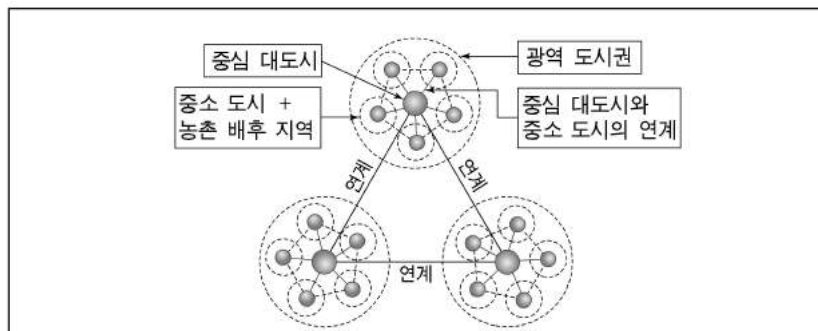 중심 대도시
광역 도시권
중소 도시 +
농촌 배후 지역
중심 대도시와
중소 도시의 연계
연계
연계
연계